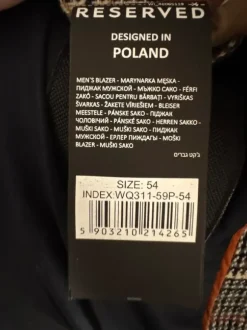 RESERVED
DESIGNED IN
POLAND
MEN'S BLAZER - MARYNARKA MĘSKA -
ПИДЖАК МУЖСКОЙ - МЪЖКО САКО - FÉRFI
ZAKÓ - SACOU PENTRU BĂRBAȚI - VYRIŠKAS
ŠVARKAS - ŽAKETE VĪRIEŠIEM - BLEISER
MEESTELE - PÁNSKÉ SAKO - ПІДЖАК
ЧОЛОВІЧИЙ - PÁNSKE SAKO - HERREN SAKKO -
MUŠKI SAKO - MUŠKI SAKO - ПИДЖАК
МУЖСКОЙ - ЕРЛЕР ПИДЖАГЫ - MOŠKI
BLAZER - MUŠKI SAKO -
ג'קט גברים
SIZE: 54
INDEX:WQ311-59P-54
5 903210 214265